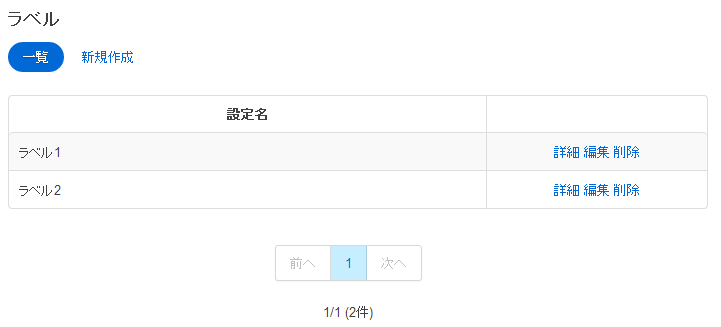 ラベル
一覧 新規作成
設定名
ラベル1 詳細 編集 削除
ラベル2 詳細 編集 削除
前へ 1 次へ
1/1 (2件)